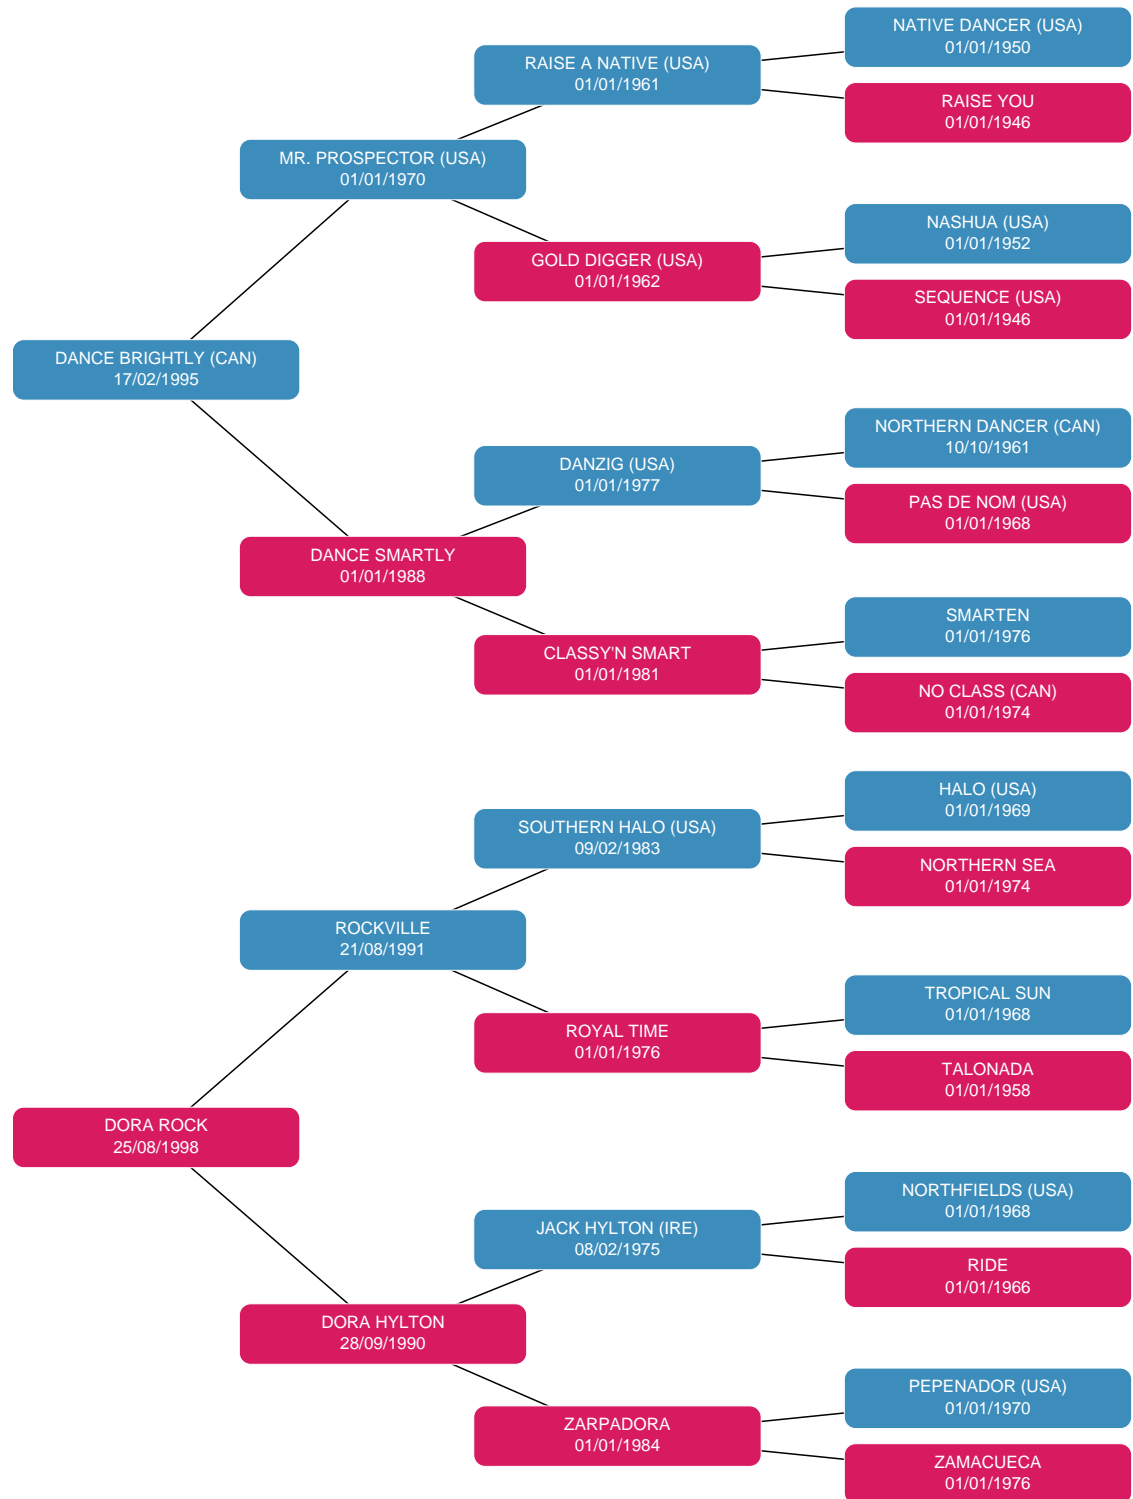 NATIVE DANCER (USA)
01/01/1950
RAISE A NATIVE (USA)
01/01/1961
RAISE YOU
01/01/1946
MR. PROSPECTOR (USA)
01/01/1970
NASHUA (USA)
01/01/1952
GOLD DIGGER (USA)
01/01/1962
SEQUENCE (USA)
01/01/1946
DANCE BRIGHTLY (CAN)
17/02/1995
NORTHERN DANCER (CAN)
10/10/1961
DANZIG (USA)
01/01/1977
PAS DE NOM (USA)
01/01/1968
DANCE SMARTLY
01/01/1988
SMARTEN
01/01/1976
CLASSY'N SMART
01/01/1981
NO CLASS (CAN)
01/01/1974
HALO (USA)
01/01/1969
SOUTHERN HALO (USA)
09/02/1983
NORTHERN SEA
01/01/1974
ROCKVILLE
21/08/1991
TROPICAL SUN
01/01/1968
ROYAL TIME
01/01/1976
TALONADA
01/01/1958
DORA ROCK
25/08/1998
NORTHFIELDS (USA)
01/01/1968
JACK HYLTON (IRE)
08/02/1975
RIDE
01/01/1966
DORA HYLTON
28/09/1990
PEPENADOR (USA)
01/01/1970
ZARPADORA
01/01/1984
ZAMACUECA
01/01/1976